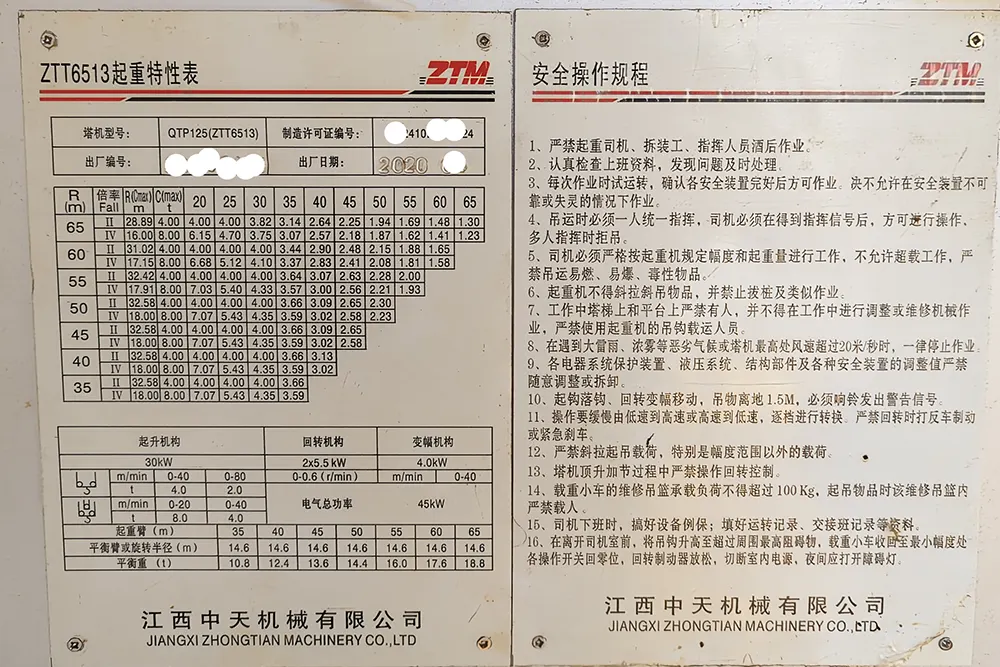 ZTT6513起重特性表
ZTM
塔机型号: QTP125(ZTT6513) 制造许可证编号: 2410 24
出厂编号: 出厂日期: 2020
R(m) 倍率Fall R(Cmax)m C(max)t 20 25 30 35 40 45 50 55 60 65
65 II 28.89 4.00 4.00 4.00 3.82 3.14 2.64 2.25 1.94 1.69 1.48 1.30
IV 16.00 8.00 6.15 4.70 3.75 3.07 2.57 2.18 1.87 1.62 1.41 1.23
60 II 31.02 4.00 4.00 4.00 4.00 3.44 2.90 2.48 2.15 1.88 1.65
IV 17.15 8.00 6.68 5.12 4.10 3.37 2.83 2.41 2.08 1.81 1.58
55 II 32.42 4.00 4.00 4.00 4.00 3.64 3.07 2.63 2.28 2.00
IV 17.91 8.00 7.03 5.40 4.33 3.57 3.00 2.56 2.21 1.93
50 II 32.58 4.00 4.00 4.00 4.00 3.66 3.09 2.65 2.30
IV 18.00 8.00 7.07 5.43 4.35 3.59 3.02 2.58 2.23
45 II 32.58 4.00 4.00 4.00 4.00 3.66 3.09 2.65
IV 18.00 8.00 7.07 5.43 4.35 3.59 3.02 2.58
40 II 32.58 4.00 4.00 4.00 4.00 3.66 3.13
IV 18.00 8.00 7.07 5.43 4.35 3.59 3.02
35 II 32.58 4.00 4.00 4.00 4.00 3.66
IV 18.00 8.00 7.07 5.43 4.35 3.59
起升机构 回转机构 变幅机构
30kW 2x5.5kW 4.0kW
m/min 0-40 0-80 0-0.6(r/min) m/min 0-40
t 4.0 2.0
m/min 0-20 0-40 电气总功率 45kW
t 8.0 4.0
起重臂(m) 35 40 45 50 55 60 65
平衡臂或旋转半径(m) 14.6 14.6 14.6 14.6 14.6 14.6 14.6
平衡重(t) 10.8 12.4 13.6 14.4 16.0 17.6 18.8
江西中天机械有限公司
JIANGXI ZHONGTIAN MACHINERY CO.,LTD
安全操作规程
ZTM
1、严禁起重司机、拆装工、指挥人员酒后作业。
2、认真检查上班资料，发现问题及时处理。
3、每次作业时试运转，确认各安全装置完好后方可作业。决不允许在安全装置不可
靠或失灵的情况下作业。
4、吊运时必须一人统一指挥，司机必须在得到指挥信号后，方可进行操作、
多人指挥时拒吊。
5、司机必须严格按起重机规定幅度和起重量进行工作，不允许超载工作，严
禁吊运易燃、易爆、毒性物品。
6、起重机不得斜拉斜吊物品，并禁止拔桩及类似作业。
7、工作中塔梯上和平台上严禁有人，并不得在工作中进行调整或维修机械作
业，严禁使用起重机的吊钩载运人员。
8、在遇到大雷雨、浓雾等恶劣气候或塔机最高处风速超过20米/秒时，一律停止作业。
9、各电器系统保护装置、液压系统、结构部件及各种安全装置的调整值严禁
随意调整或拆卸。
10、起钩落钩、回转变幅移动，吊物离地1.5M，必须响铃发出警告信号。
11、操作要缓慢由低速到高速或高速到低速，逐档进行转换。严禁回转时打反车制动
或紧急刹车。
12、严禁斜拉起吊载荷，特别是幅度范围以外的载荷。
13、塔机顶升加节过程中严禁操作回转控制。
14、载重小车的维修吊篮承载负荷不得超过100Kg，起吊物品时该维修吊篮内
严禁载人。
15、司机下班时，搞好设备例保；填好运转记录、交接班记录等资料。
16、在离开司机室前，将吊钩升高至超过周围最高阻碍物，载重小车收回至最小幅度处
各操作开关回零位，回转制动器放松，切断室内电源，夜间应打开障碍灯。
江西中天机械有限公司
JIANGXI ZHONGTIAN MACHINERY CO.,LTD